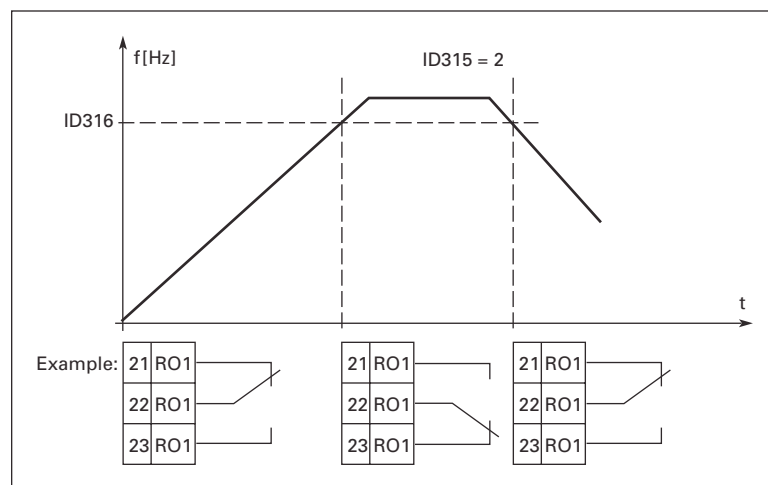 f[Hz]
ID315 = 2
ID316
t
Example:
21 RO1
22 RO1
23 RO1
21 RO1
22 RO1
23 RO1
21 RO1
22 RO1
23 RO1